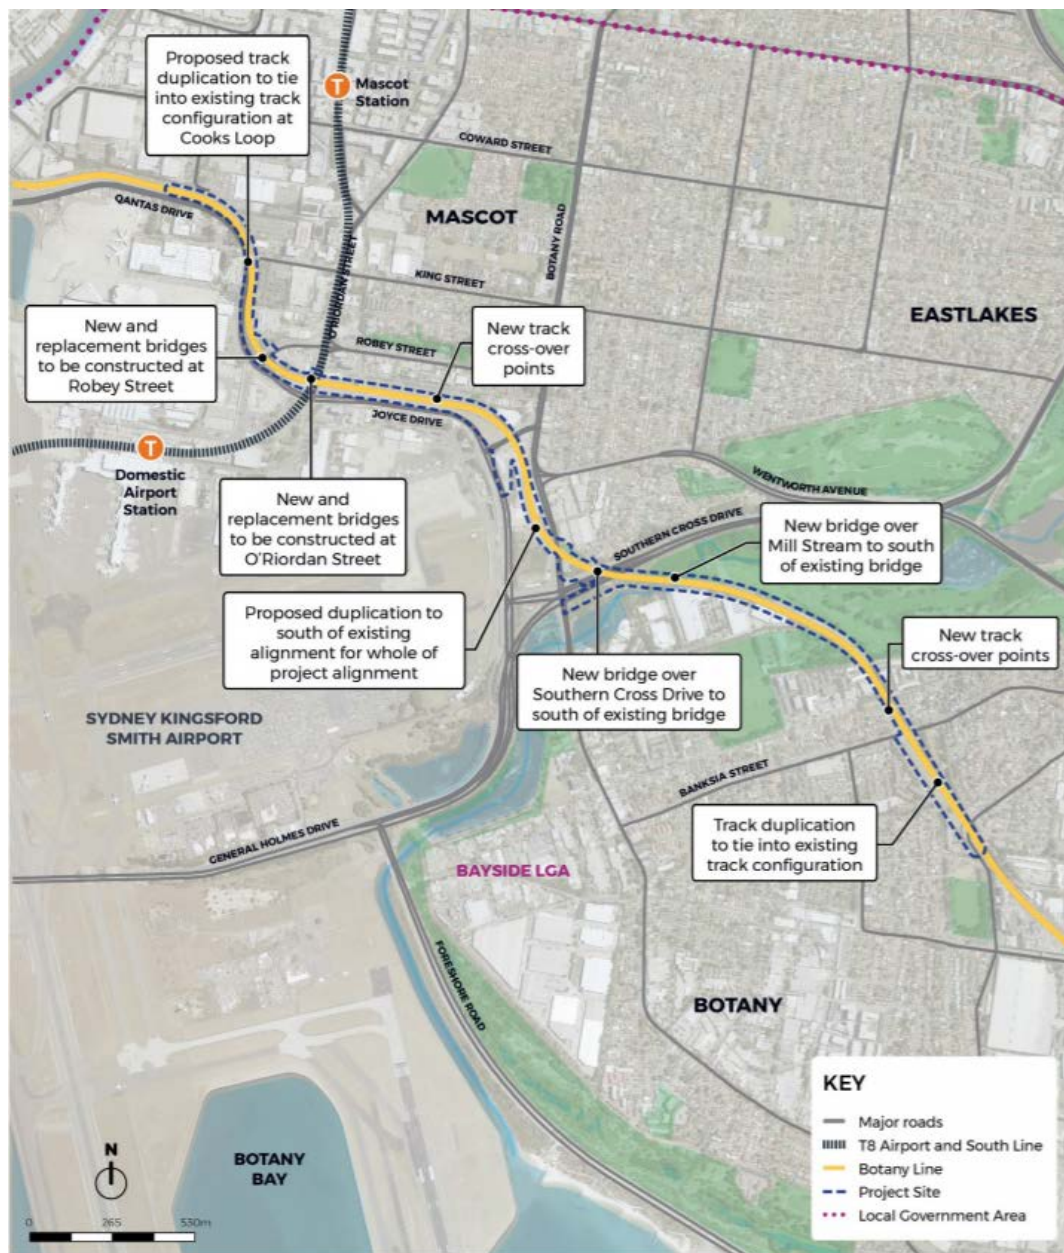 Proposed track
duplication to tie
into existing track
configuration at
Cooks Loop
T
Mascot
Station
COWARD STREET
QANTAS DRIVE
MASCOT
BOTANY ROAD
O'RIORDAN STREET
KING STREET
EASTLAKES
New and
replacement bridges
to be constructed at
Robey Street
ROBEY STREET
New track
cross-over
points
JOYCE DRIVE
T
Domestic
Airport
Station
New and
replacement bridges
to be constructed at
O'Riordan Street
WENTWORTH AVENUE
SOUTHERN CROSS DRIVE
New bridge over
Mill Stream to south
of existing bridge
Proposed duplication to
south of existing
alignment for whole of
project alignment
New bridge over
Southern Cross Drive to
south of existing bridge
New track
cross-over points
SYDNEY KINGSFORD
SMITH AIRPORT
BANKSIA STREET
GENERAL HOLMES DRIVE
Track duplication
to tie into existing
track configuration
BAYSIDE LGA
FORESHORE ROAD
BOTANY
BOTANY
BAY
N
0 265 530m
KEY
Major roads
T8 Airport and South Line
Botany Line
Project Site
Local Government Area